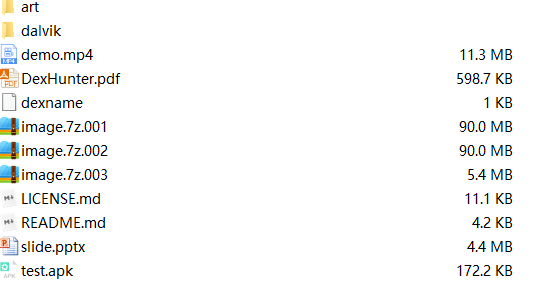 art
dalvik
demo.mp4 11.3 MB
DexHunter.pdf 598.7 KB
dexname 1 KB
image.7z.001 90.0 MB
image.7z.002 90.0 MB
image.7z.003 5.4 MB
LICENSE.md 11.1 KB
README.md 4.2 KB
slide.pptx 4.4 MB
test.apk 172.2 KB